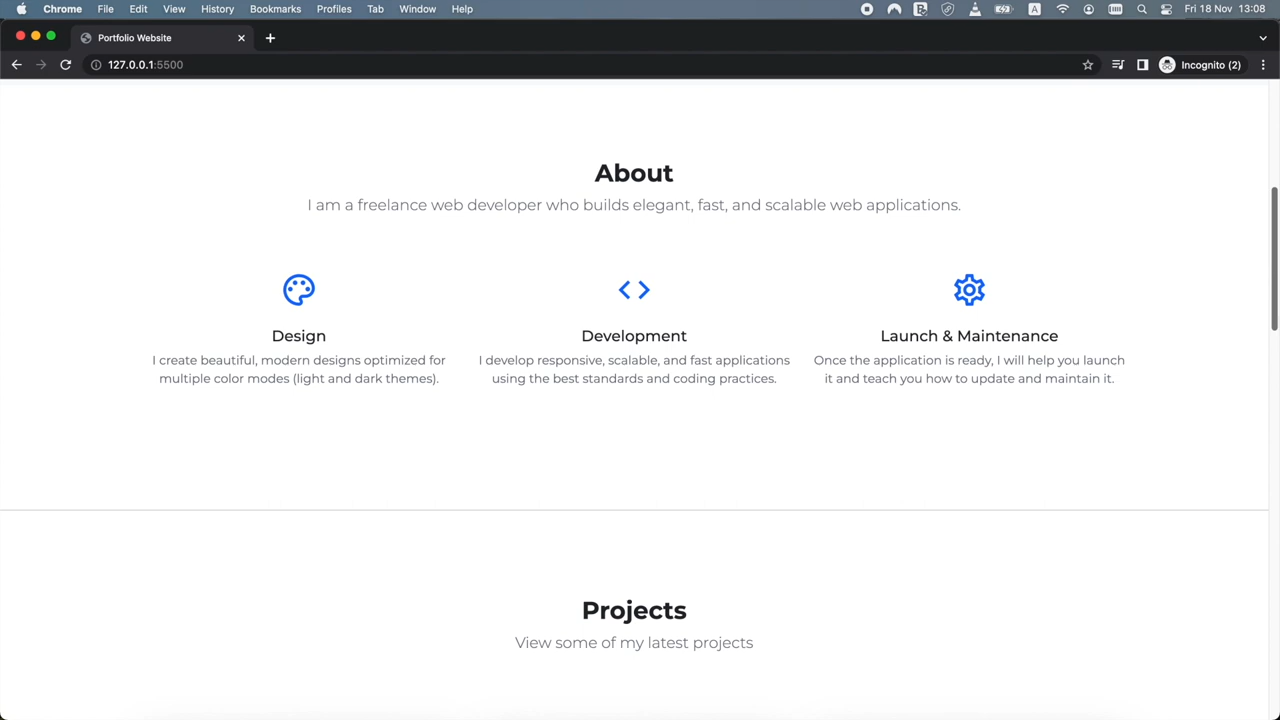 Chrome File Edit View History Bookmarks Profiles Tab Window Help A Fri 18 Nov 13:08
Portfolio Website
127.0.0.1:5500 Incognito (2)
About
I am a freelance web developer who builds elegant, fast, and scalable web applications.
Design
I create beautiful, modern designs optimized for
multiple color modes (light and dark themes).
Development
I develop responsive, scalable, and fast applications
using the best standards and coding practices.
Launch & Maintenance
Once the application is ready, I will help you launch
it and teach you how to update and maintain it.
Projects
View some of my latest projects